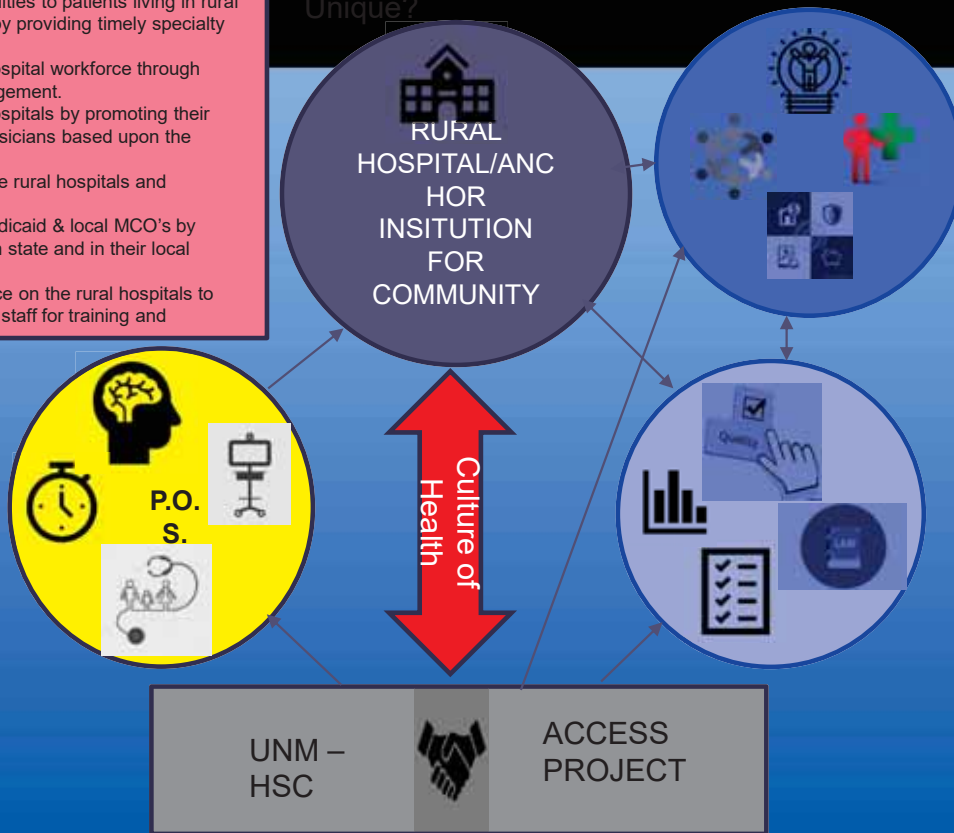 Unique?
ities to patients living in rural
by providing timely specialty
ospital workforce through
gement.
ospitals by promoting their
sicians based upon the
e rural hospitals and
dicaid & local MCO's by
n state and in their local
ce on the rural hospitals to
staff for training and
RURAL
HOSPITAL/ANC
HOR
INSITUTION
FOR
COMMUNITY
P.O.
S.
Culture of
Health
Quality
LAW
UNM –
HSC
ACCESS
PROJECT